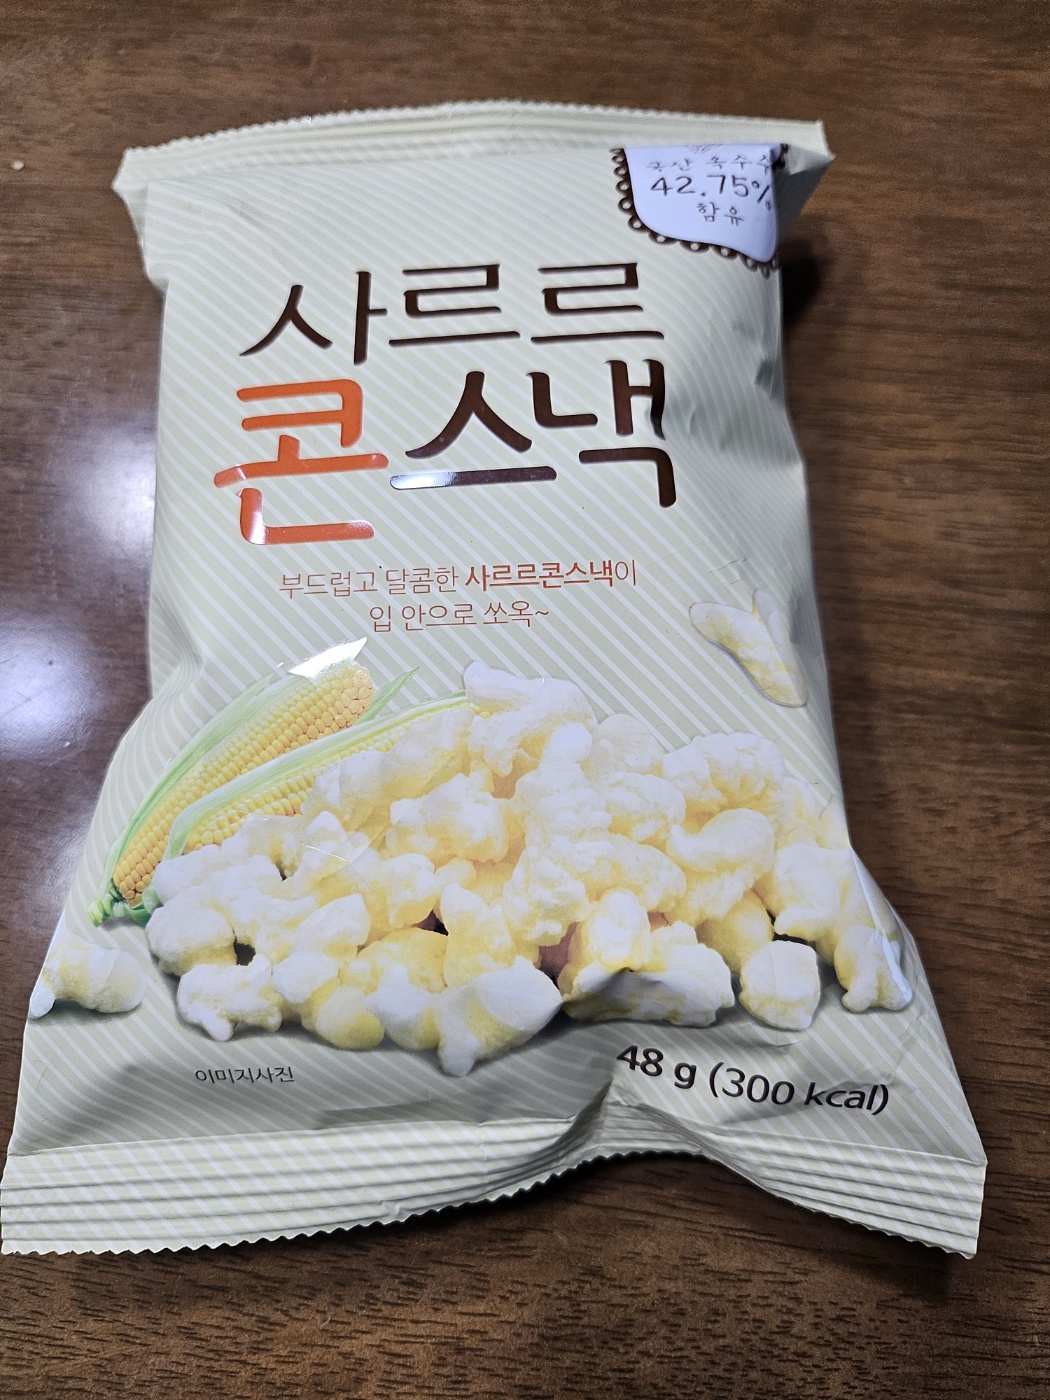 국산 옥수수
42.75%
함유
사르르
콘스낵
부드럽고 달콤한 사르르콘스낵이
입 안으로 쏘옥~
이미지사진
48 g (300 kcal)